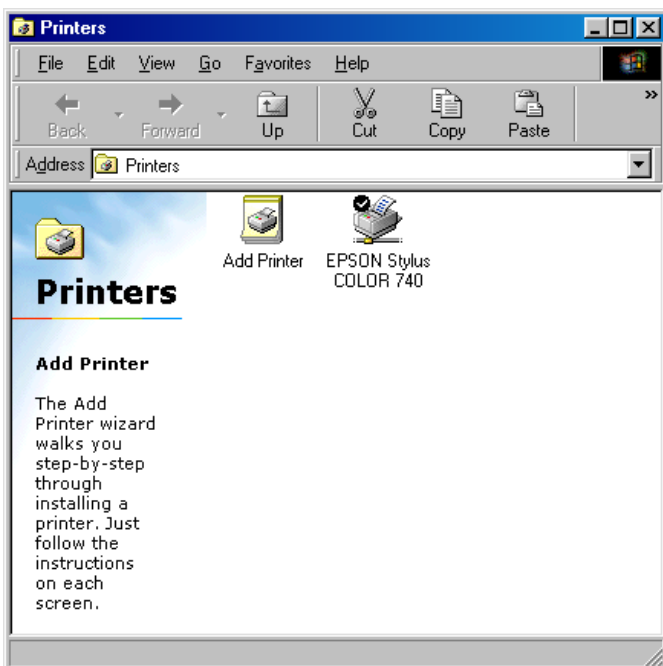 Printers
File Edit View Go Favorites Help
»
Back Forward Up Cut Copy Paste
Address Printers
Add Printer EPSON Stylus
COLOR 740
Printers
Add Printer
The Add
Printer wizard
walks you
step-by-step
through
installing a
printer. Just
follow the
instructions
on each
screen.